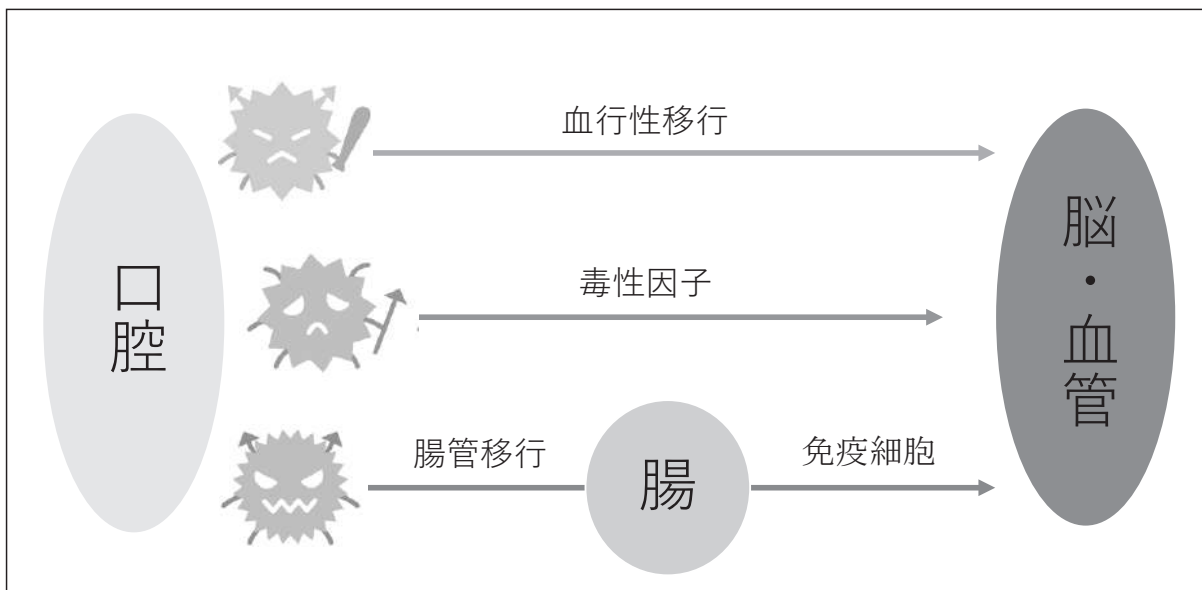 血行性移行
口腔
毒性因子
脳・血管
腸管移行
腸
免疫細胞